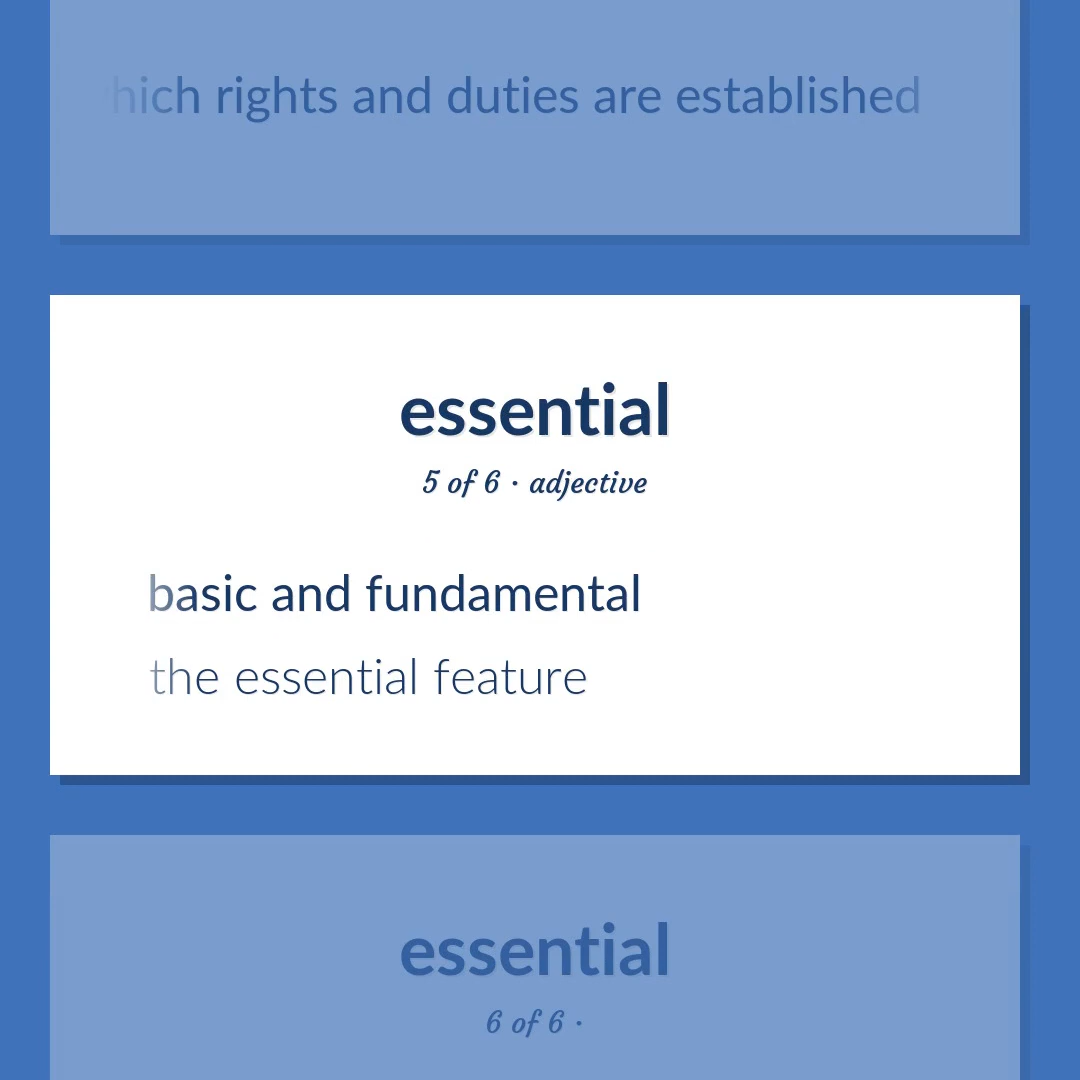 which rights and duties are established
essential
5 of 6 · adjective
basic and fundamental
the essential feature
essential
6 of 6 ·